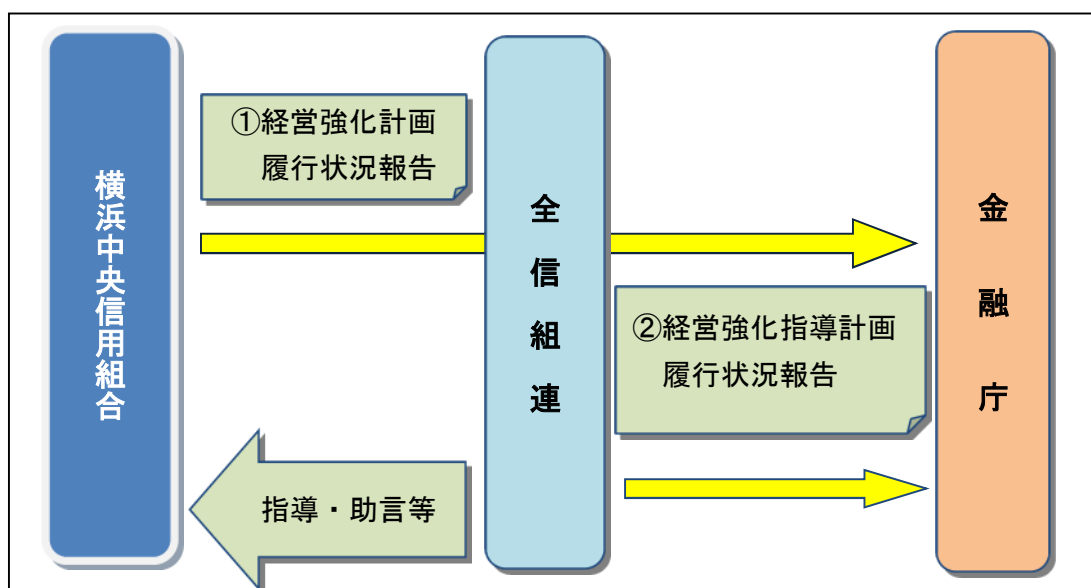 横浜中央信用組合
①経営強化計画
履行状況報告
全信組連
②経営強化指導計画
履行状況報告
金融庁
指導・助言等